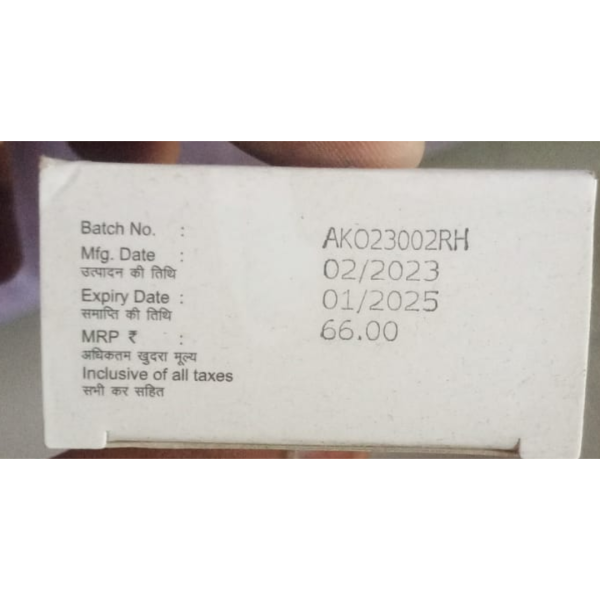 Batch No. : AK023002RH
Mfg. Date : 02/2023
उत्पादन की तिथि
Expiry Date : 01/2025
समाप्ति की तिथि
MRP ₹ : 66.00
अधिकतम खुदरा मूल्य
Inclusive of all taxes
सभी कर सहित